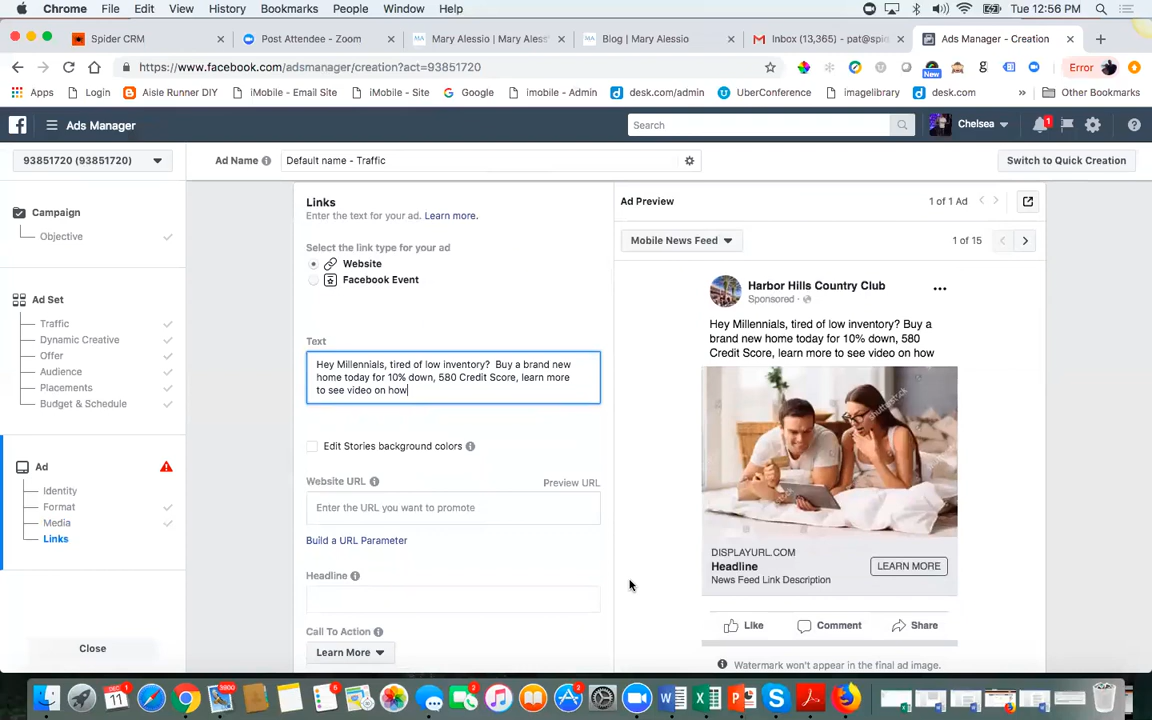 Chrome File Edit View History Bookmarks People Window Help Tue 12:56 PM
Spider CRM
Post Attendee - Zoom
Mary Alessio | Mary Aless
Blog | Mary Alessio
Inbox (13,365) - pat@spi
Ads Manager - Creation
https://www.facebook.com/adsmanager/creation?act=93851720
New
Error
Apps
Login
Aisle Runner DIY
iMobile - Email Site
iMobile - Site
Google
imobile - Admin
desk.com/admin
UberConference
imagelibrary
desk.com
»
Other Bookmarks
Ads Manager
Search
Chelsea
1
93851720 (93851720)
Ad Name
Default name - Traffic
Switch to Quick Creation
Campaign
Objective
Ad Set
Traffic
Dynamic Creative
Offer
Audience
Placements
Budget & Schedule
Ad
Identity
Format
Media
Links
Close
Links
Enter the text for your ad. Learn more.
Select the link type for your ad
Website
Facebook Event
Text
Hey Millennials, tired of low inventory? Buy a brand new
home today for 10% down, 580 Credit Score, learn more
to see video on how
Edit Stories background colors
Website URL
Preview URL
Enter the URL you want to promote
Build a URL Parameter
Headline
Call To Action
Learn More
Ad Preview
1 of 1 Ad
Mobile News Feed
1 of 15
Harbor Hills Country Club
Sponsored ·
Hey Millennials, tired of low inventory? Buy a
brand new home today for 10% down, 580
Credit Score, learn more to see video on how
shutterstock
DISPLAYURL.COM
Headline
News Feed Link Description
LEARN MORE
Like
Comment
Share
Watermark won't appear in the final ad image.